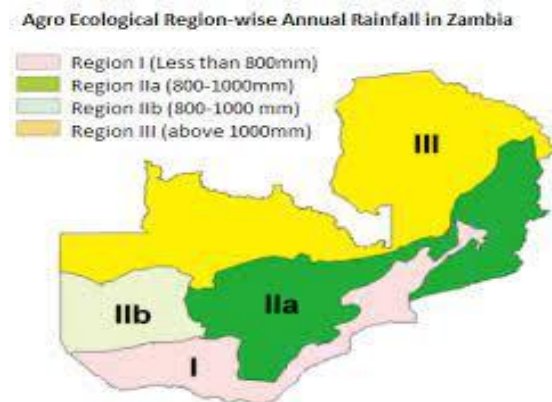 Agro Ecological Region-wise Annual Rainfall in Zambia
Region I (Less than 800mm)
Region IIa (800-1000mm)
Region IIb (800-1000 mm)
Region III (above 1000mm)
III
IIb
IIa
I